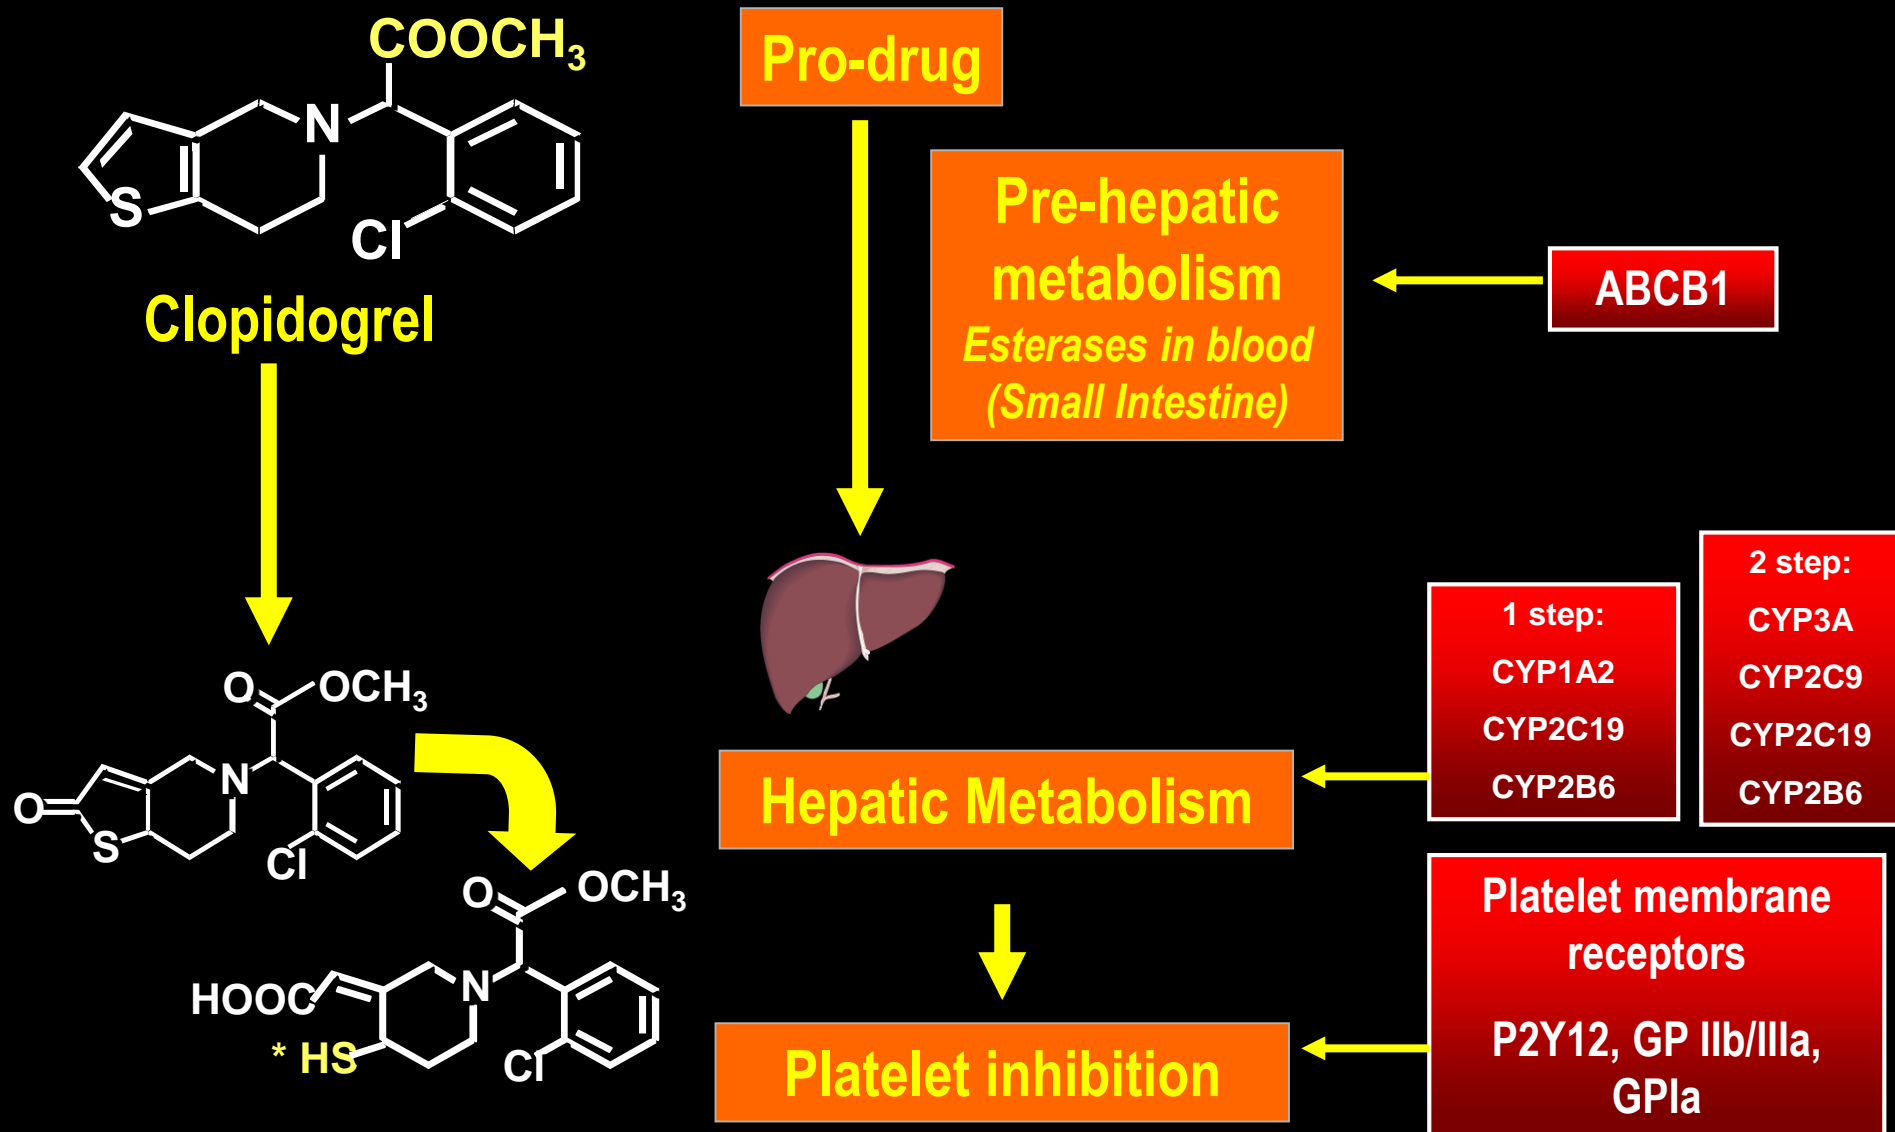 COOCH3
N
S
Cl
Clopidogrel
O
OCH3
N
O
S
Cl
O
OCH3
HOOC
N
* HS
Cl
Pro-drug
Pre-hepatic
metabolism
Esterases in blood
(Small Intestine)
ABCB1
Hepatic Metabolism
1 step:
CYP1A2
CYP2C19
CYP2B6
2 step:
CYP3A
CYP2C9
CYP2C19
CYP2B6
Platelet inhibition
Platelet membrane
receptors
P2Y12, GP IIb/IIIa,
GPIa